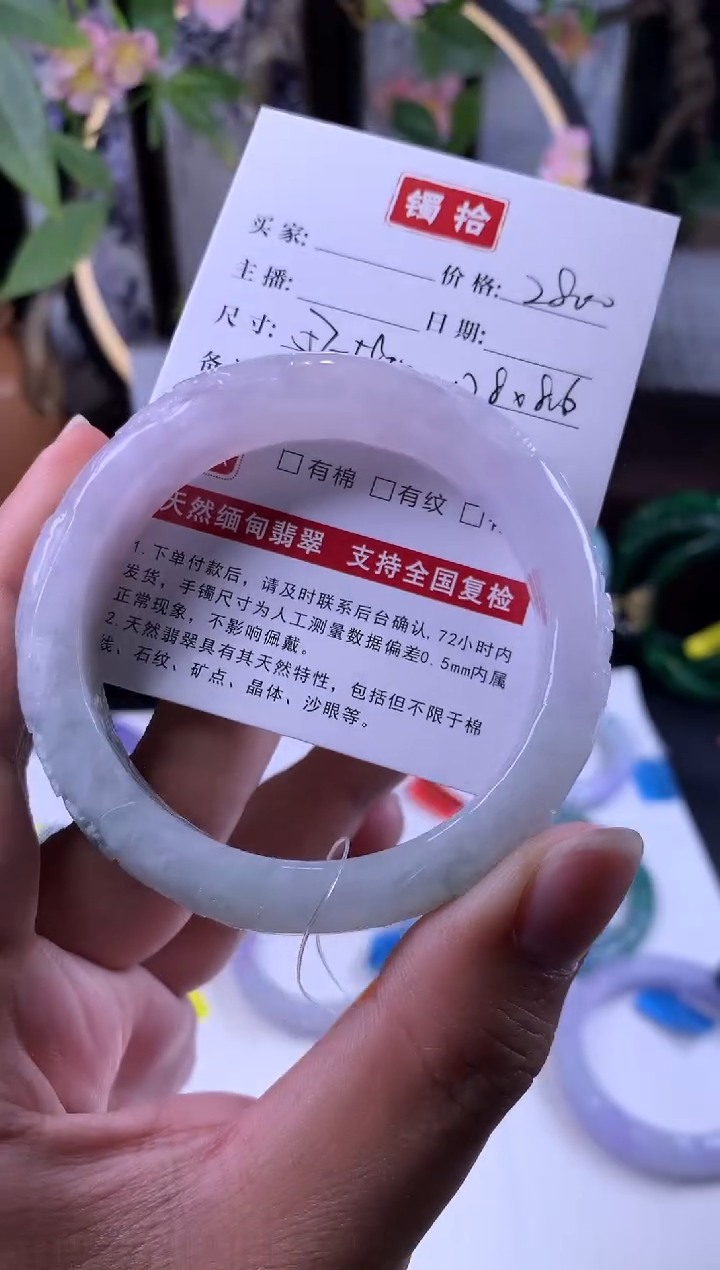 镯拾
买家: 价格: 2800
主播: 日期:
尺寸:
8×8.6
□有棉 □有纹 □
天然缅甸翡翠 支持全国复检
1. 下单付款后，请及时联系后台确认，72小时内
发货，手镯尺寸为人工测量数据偏差0.5mm内属
正常现象，不影响佩戴。
2. 天然翡翠具有其天然特性，包括但不限于棉
线、石纹、矿点、晶体、沙眼等。